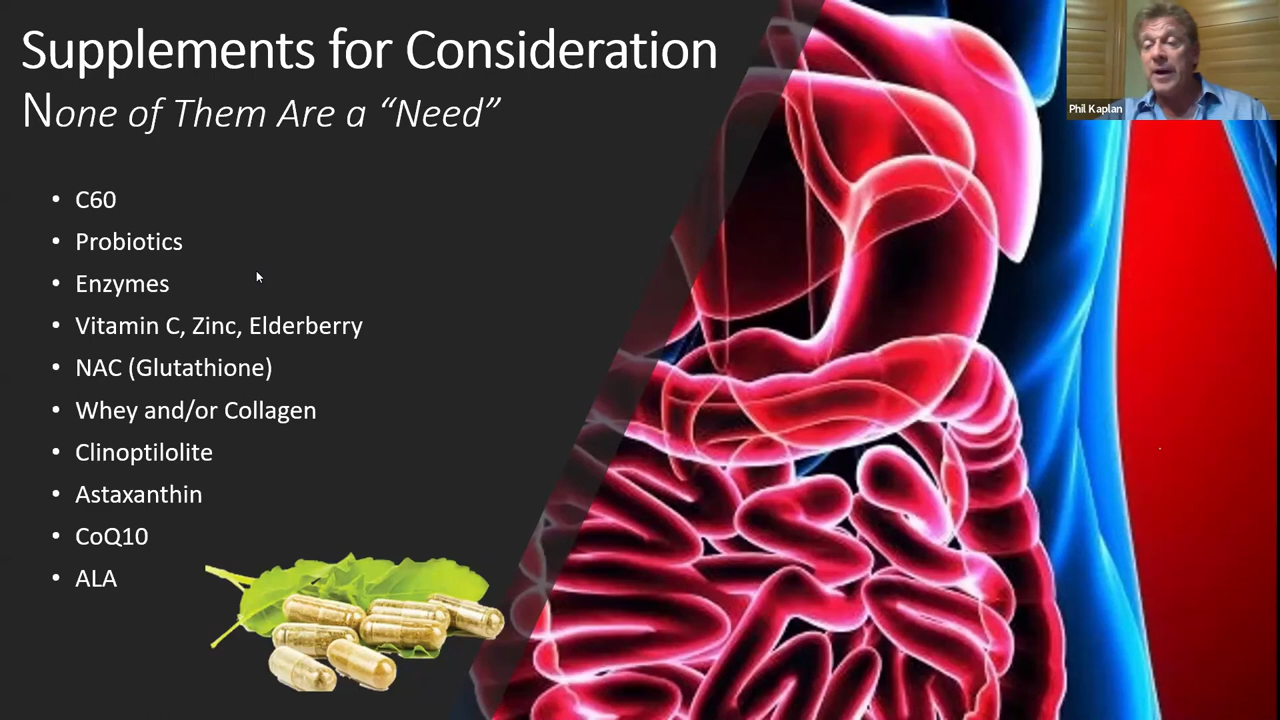 Supplements for Consideration
None of Them Are a “Need”
• C60
• Probiotics
• Enzymes
• Vitamin C, Zinc, Elderberry
• NAC (Glutathione)
• Whey and/or Collagen
• Clinoptilolite
• Astaxanthin
• CoQ10
• ALA
Phil Kaplan